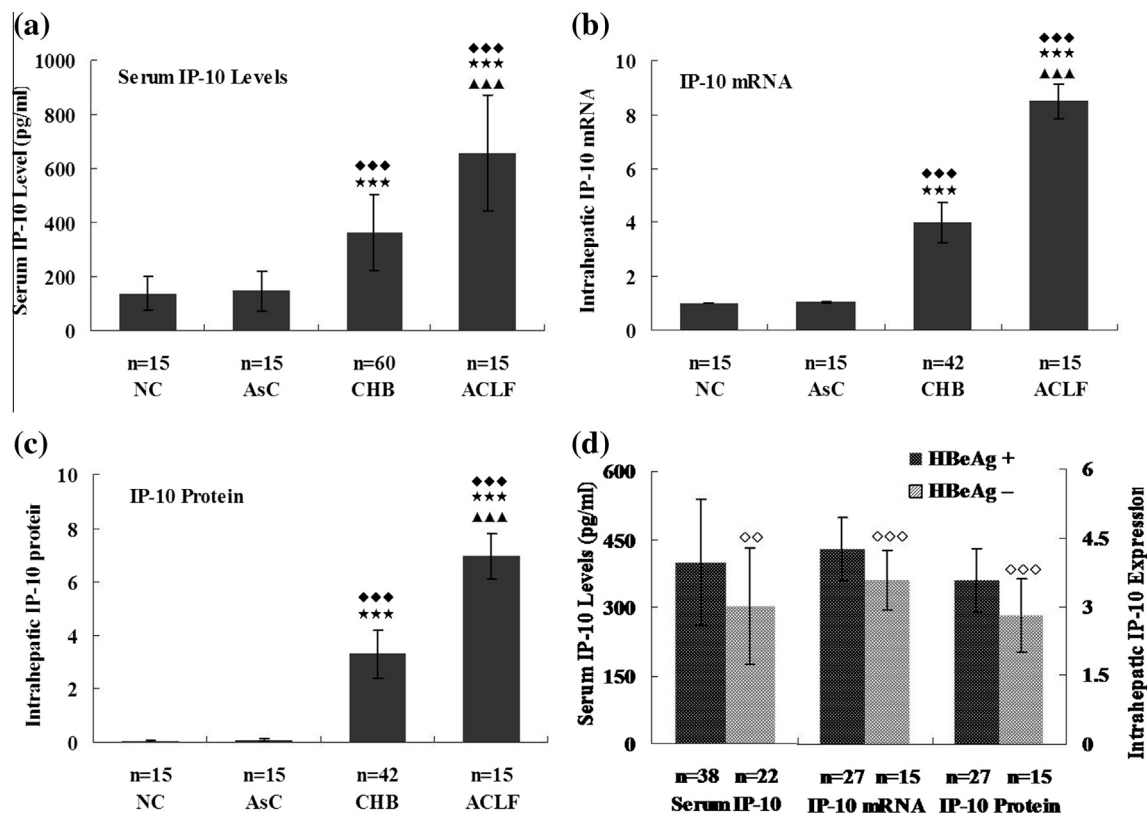 (a)
Serum IP-10 Levels
Serum IP-10 Level (pg/ml)
1000
800
600
400
200
0
◆◆◆
★★★
◆◆◆
★★★
▲▲▲
n=15 n=15 n=60 n=15
NC AsC CHB ACLF
(b)
IP-10 mRNA
Intrahepatic IP-10 mRNA
10
8
6
4
2
0
◆◆◆
★★★
◆◆◆
★★★
▲▲▲
n=15 n=15 n=42 n=15
NC AsC CHB ACLF
(c)
IP-10 Protein
Intrahepatic IP-10 protein
10
8
6
4
2
0
◆◆◆
★★★
◆◆◆
★★★
▲▲▲
n=15 n=15 n=42 n=15
NC AsC CHB ACLF
(d)
HBeAg +
HBeAg −
Serum IP-10 Levels (pg/ml)
600
450
300
150
0
Intrahepatic IP-10 Expression
6
4.5
3
1.5
0
◇◇
◇◇◇
◇◇◇
n=38 n=22 n=27 n=15 n=27 n=15
Serum IP-10 IP-10 mRNA IP-10 Protein